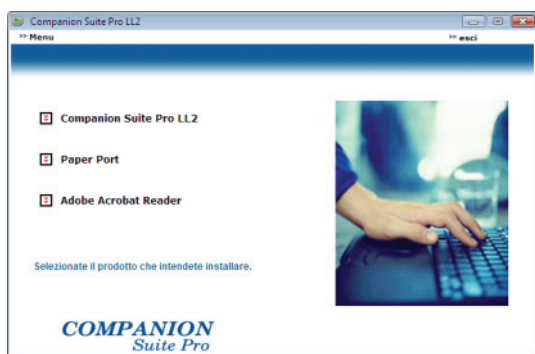 Companion Suite Pro LL2
>> Menu
>> esci
Companion Suite Pro LL2
Paper Port
Adobe Acrobat Reader
Selezionate il prodotto che intendete installare.
COMPANION
Suite Pro